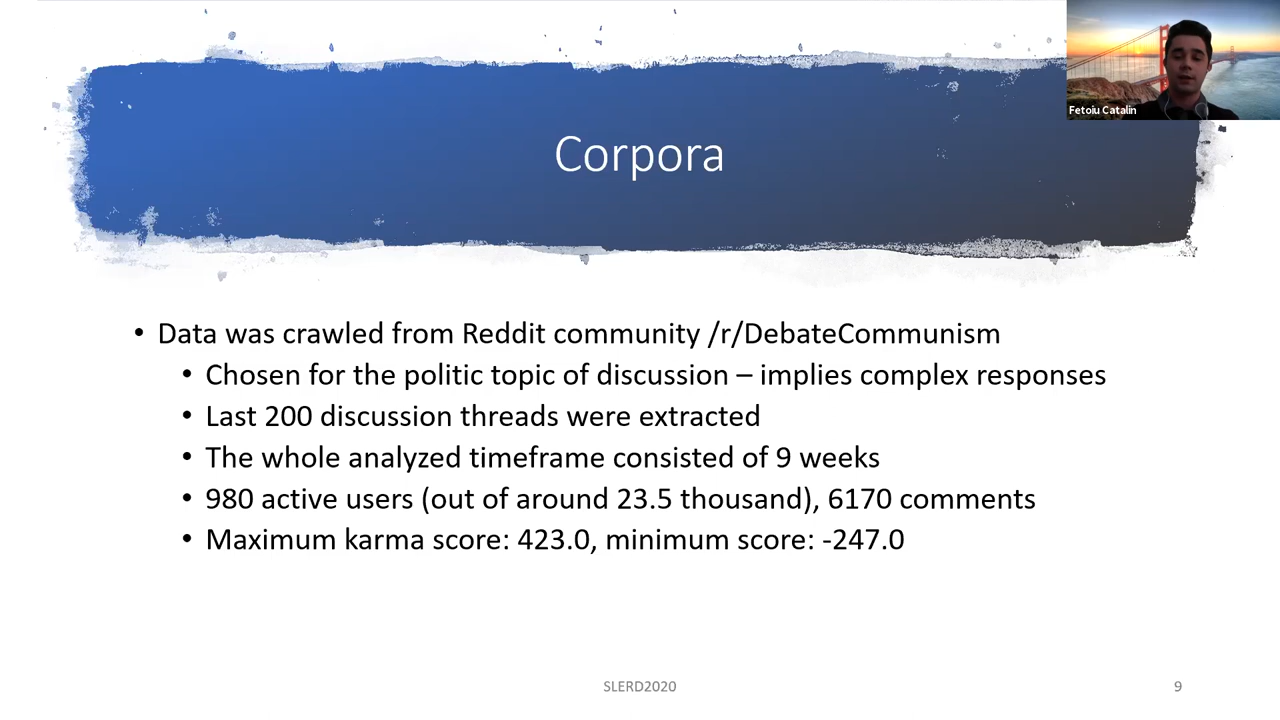 Fetoiu Catalin
Corpora
• Data was crawled from Reddit community /r/DebateCommunism
• Chosen for the politic topic of discussion – implies complex responses
• Last 200 discussion threads were extracted
• The whole analyzed timeframe consisted of 9 weeks
• 980 active users (out of around 23.5 thousand), 6170 comments
• Maximum karma score: 423.0, minimum score: -247.0
SLERD2020
9